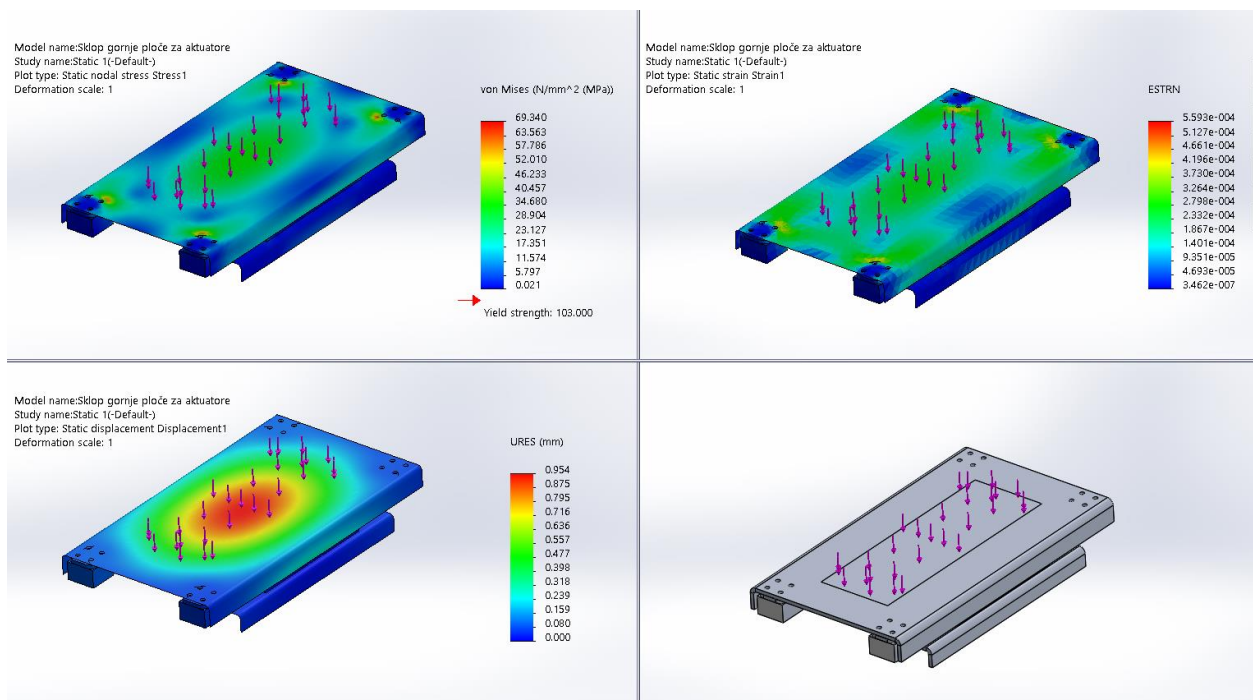 Model name:Sklop gornje ploče za aktuatore
Study name:Static 1(-Default-)
Plot type: Static nodal stress Stress1
Deformation scale: 1
von Mises (N/mm^2 (MPa))
69.340
63.563
57.786
52.010
46.233
40.457
34.680
28.904
23.127
17.351
11.574
5.797
0.021
Yield strength: 103.000
Model name:Sklop gornje ploče za aktuatore
Study name:Static 1(-Default-)
Plot type: Static strain Strain1
Deformation scale: 1
ESTRN
5.593e-004
5.127e-004
4.661e-004
4.196e-004
3.730e-004
3.264e-004
2.798e-004
2.332e-004
1.867e-004
1.401e-004
9.351e-005
4.693e-005
3.462e-007
Model name:Sklop gornje ploče za aktuatore
Study name:Static 1(-Default-)
Plot type: Static displacement Displacement1
Deformation scale: 1
URES (mm)
0.954
0.875
0.795
0.716
0.636
0.557
0.477
0.398
0.318
0.239
0.159
0.080
0.000